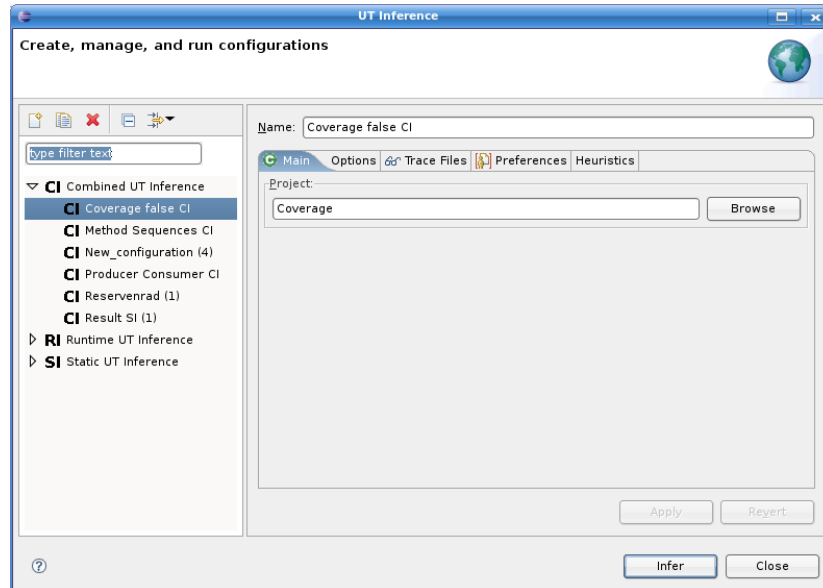 UT Inference
Create, manage, and run configurations
type filter text
CI Combined UT Inference
CI Coverage false CI
CI Method Sequences CI
CI New_configuration (4)
CI Producer Consumer CI
CI Reservenrad (1)
CI Result SI (1)
RI Runtime UT Inference
SI Static UT Inference
Name: Coverage false CI
Main Options Trace Files Preferences Heuristics
Project:
Coverage Browse
Apply Revert
Infer Close